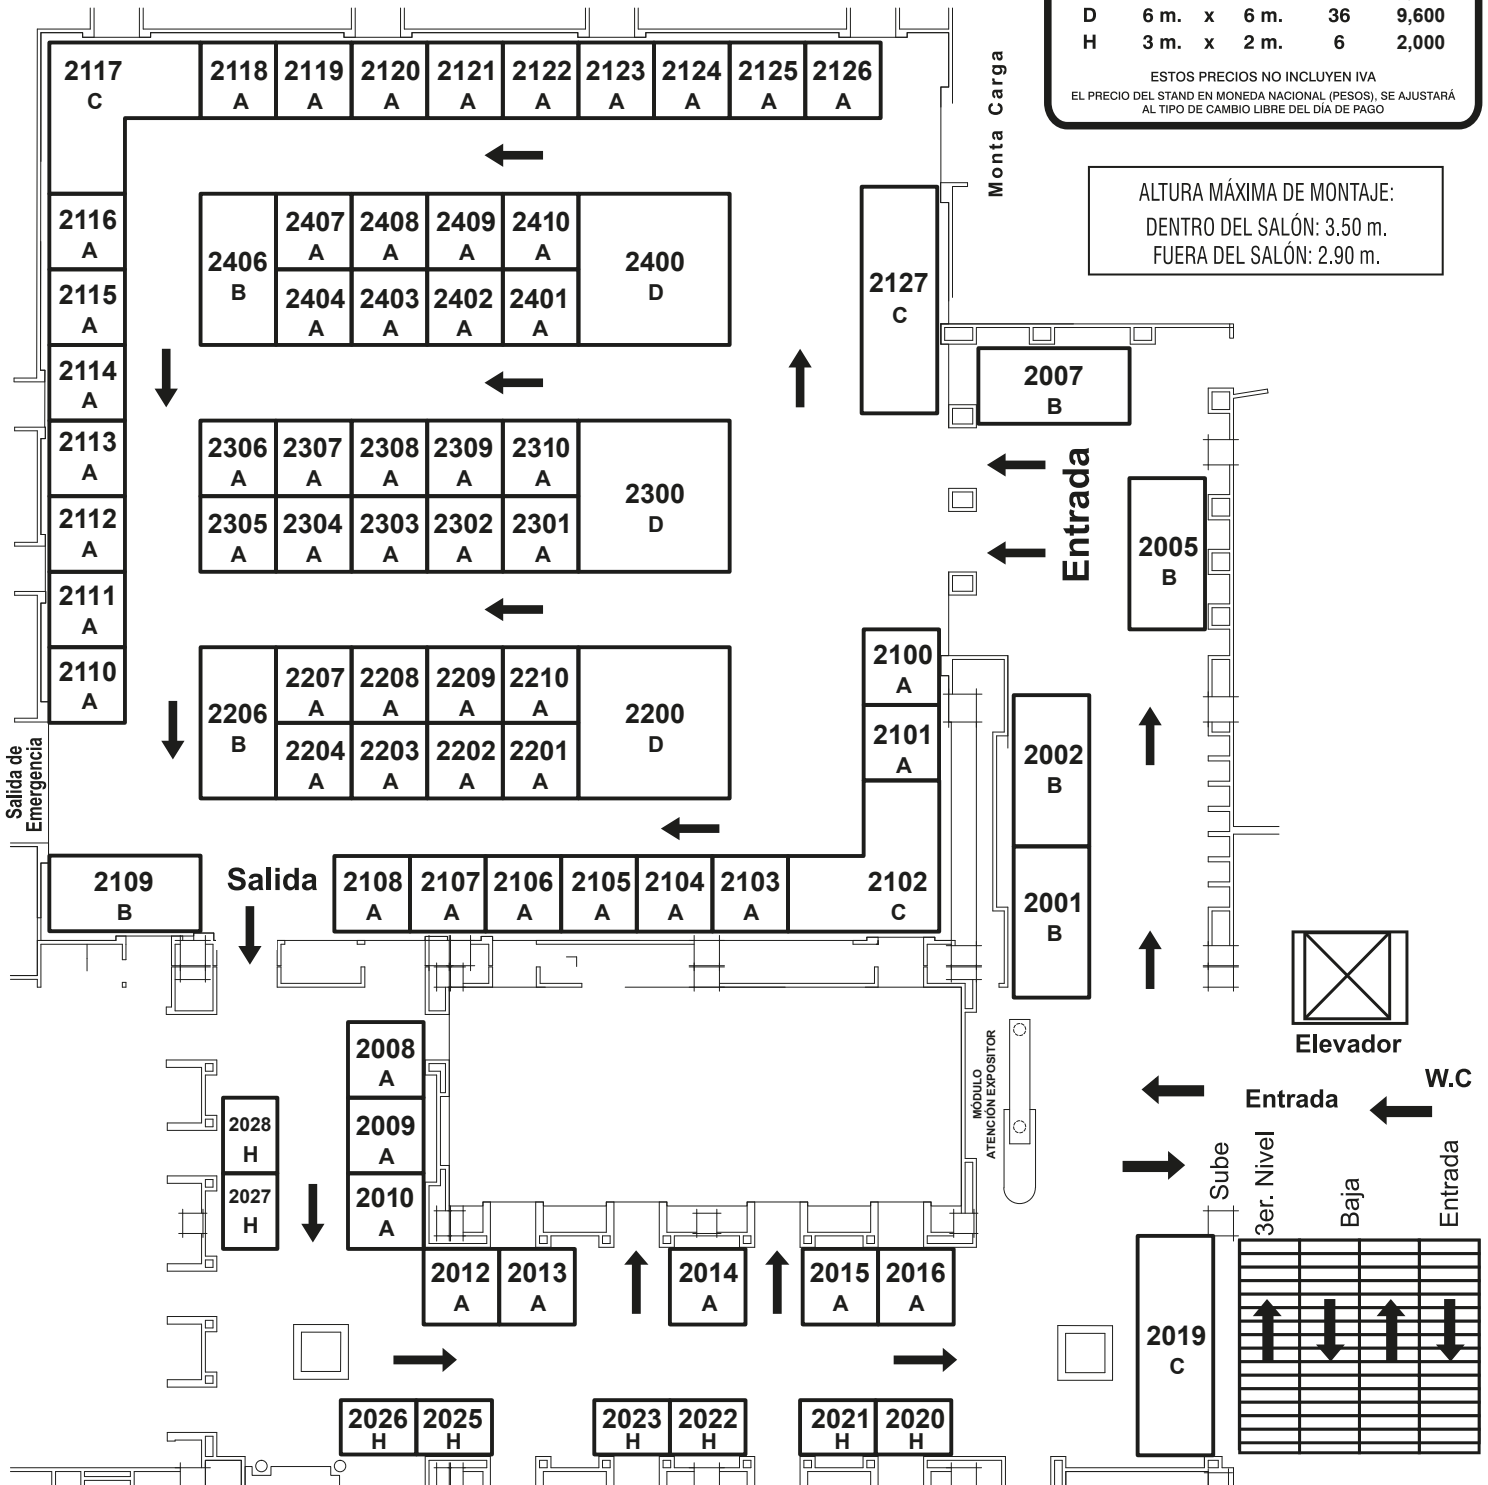 D 6 m. x 6 m. 36 9,600
H 3 m. x 2 m. 6 2,000
ESTOS PRECIOS NO INCLUYEN IVA
EL PRECIO DEL STAND EN MONEDA NACIONAL (PESOS), SE AJUSTARÁ
AL TIPO DE CAMBIO LIBRE DEL DÍA DE PAGO
ALTURA MÁXIMA DE MONTAJE:
DENTRO DEL SALÓN: 3.50 m.
FUERA DEL SALÓN: 2.90 m.
Monta Carga
2117
C
2118
A
2119
A
2120
A
2121
A
2122
A
2123
A
2124
A
2125
A
2126
A
2116
A
2115
A
2114
A
2113
A
2112
A
2111
A
2110
A
2406
B
2407
A
2408
A
2409
A
2410
A
2404
A
2403
A
2402
A
2401
A
2400
D
2127
C
2007
B
2306
A
2307
A
2308
A
2309
A
2310
A
2305
A
2304
A
2303
A
2302
A
2301
A
2300
D
Entrada
2005
B
2206
B
2207
A
2208
A
2209
A
2210
A
2204
A
2203
A
2202
A
2201
A
2200
D
2100
A
2101
A
2102
C
2002
B
2001
B
Salida de
Emergencia
2109
B
Salida
2108
A
2107
A
2106
A
2105
A
2104
A
2103
A
Elevador
W.C
Entrada
MÓDULO
ATENCIÓN EXPOSITOR
2008
A
2009
A
2010
A
2028
H
2027
H
2012
A
2013
A
2014
A
2015
A
2016
A
Sube
3er. Nivel
Baja
Entrada
2019
C
2026
H
2025
H
2023
H
2022
H
2021
H
2020
H